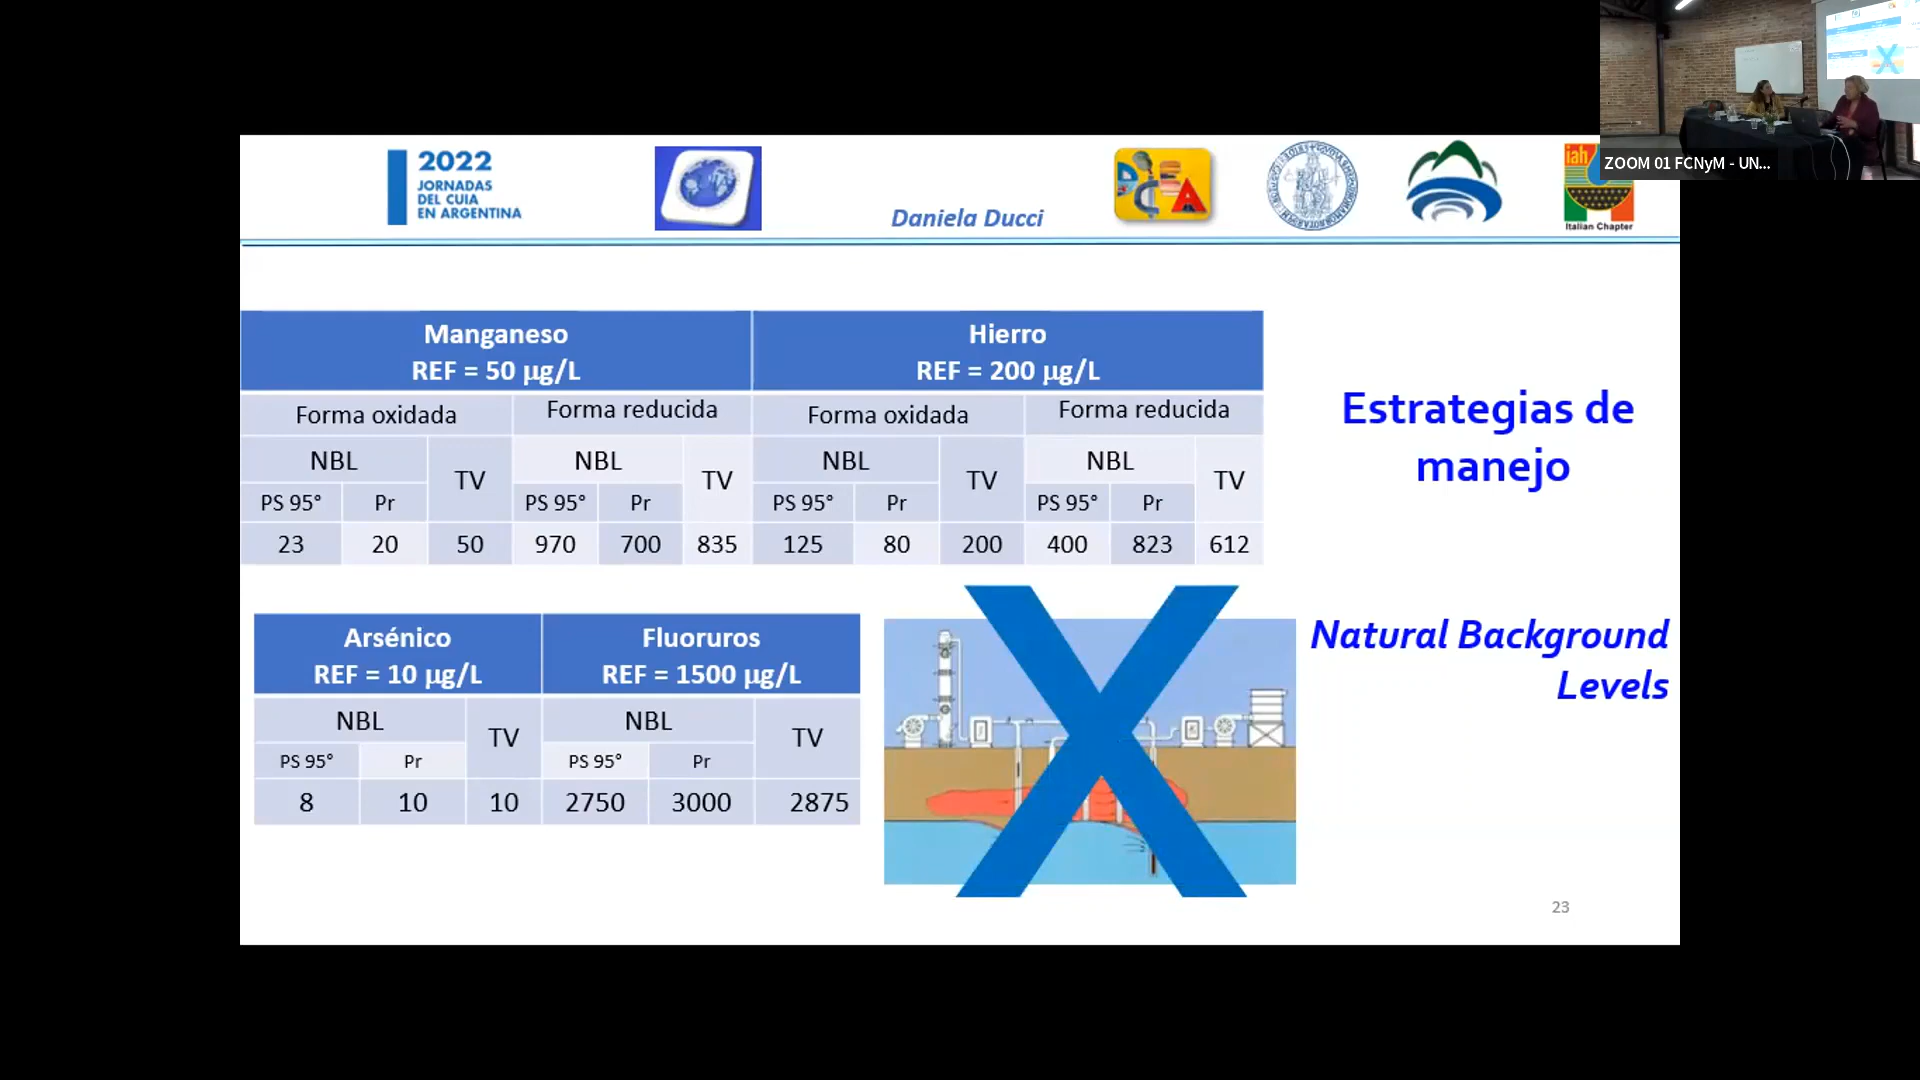 2022
JORNADAS
DEL CUIA
EN ARGENTINA
Daniela Ducci
iah
Italian Chapter
ZOOM 01 FCNyM - UN...
Manganeso
REF = 50 µg/L
Hierro
REF = 200 µg/L
Forma oxidada
Forma reducida
Forma oxidada
Forma reducida
NBL
TV
NBL
TV
NBL
TV
NBL
TV
PS 95°
Pr
PS 95°
Pr
PS 95°
Pr
PS 95°
Pr
23 20 50 970 700 835 125 80 200 400 823 612
Estrategias de
manejo
Arsénico
REF = 10 µg/L
Fluoruros
REF = 1500 µg/L
NBL
TV
NBL
TV
PS 95°
Pr
PS 95°
Pr
8 10 10 2750 3000 2875
Natural Background
Levels
23